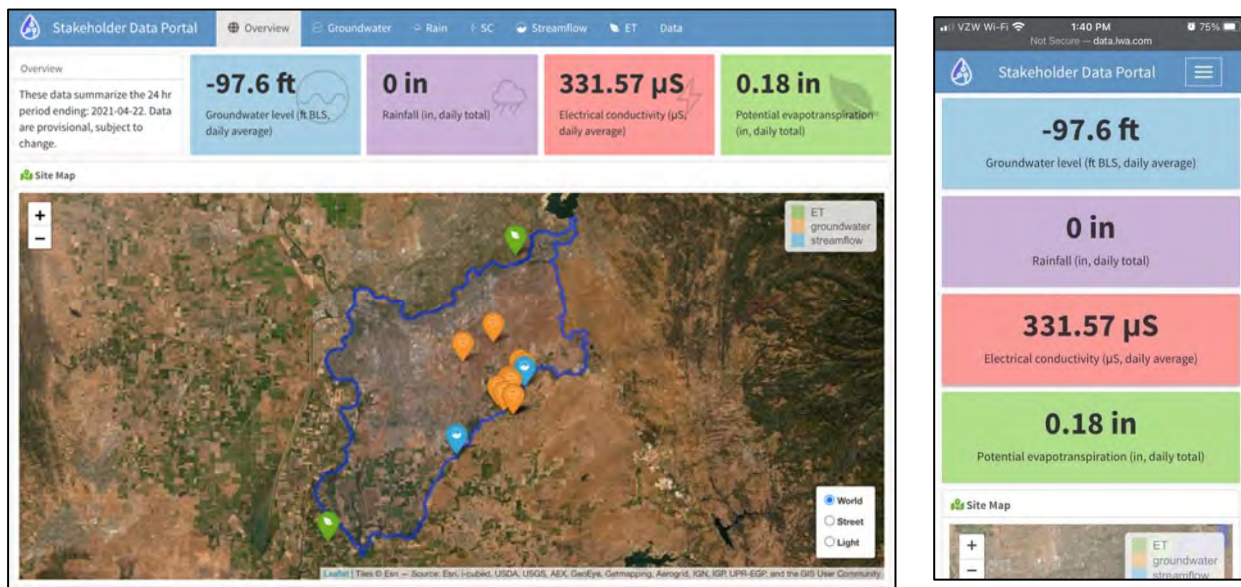 Stakeholder Data Portal
Overview
Groundwater
Rain
SC
Streamflow
ET
Data
Overview
These data summarize the 24 hr
period ending: 2021-04-22. Data
are provisional, subject to
change.
-97.6 ft
Groundwater level (ft BLS,
daily average)
0 in
Rainfall (in, daily total)
331.57 µS
Electrical conductivity (µS,
daily average)
0.18 in
Potential evapotranspiration
(in, daily total)
Site Map
+
−
ET
groundwater
streamflow
World
Street
Light
Leaflet | Tiles © Esri — Source: Esri, i-cubed, USDA, USGS, AEX, GeoEye, Getmapping, Aerogrid, IGN, IGP, UPR-EGP, and the GIS User Community
VZW Wi-Fi
1:40 PM
75%
Not Secure — data.lwa.com
Stakeholder Data Portal
-97.6 ft
Groundwater level (ft BLS, daily average)
0 in
Rainfall (in, daily total)
331.57 µS
Electrical conductivity (µS, daily average)
0.18 in
Potential evapotranspiration (in, daily total)
Site Map
+
−
ET
groundwater
streamflow